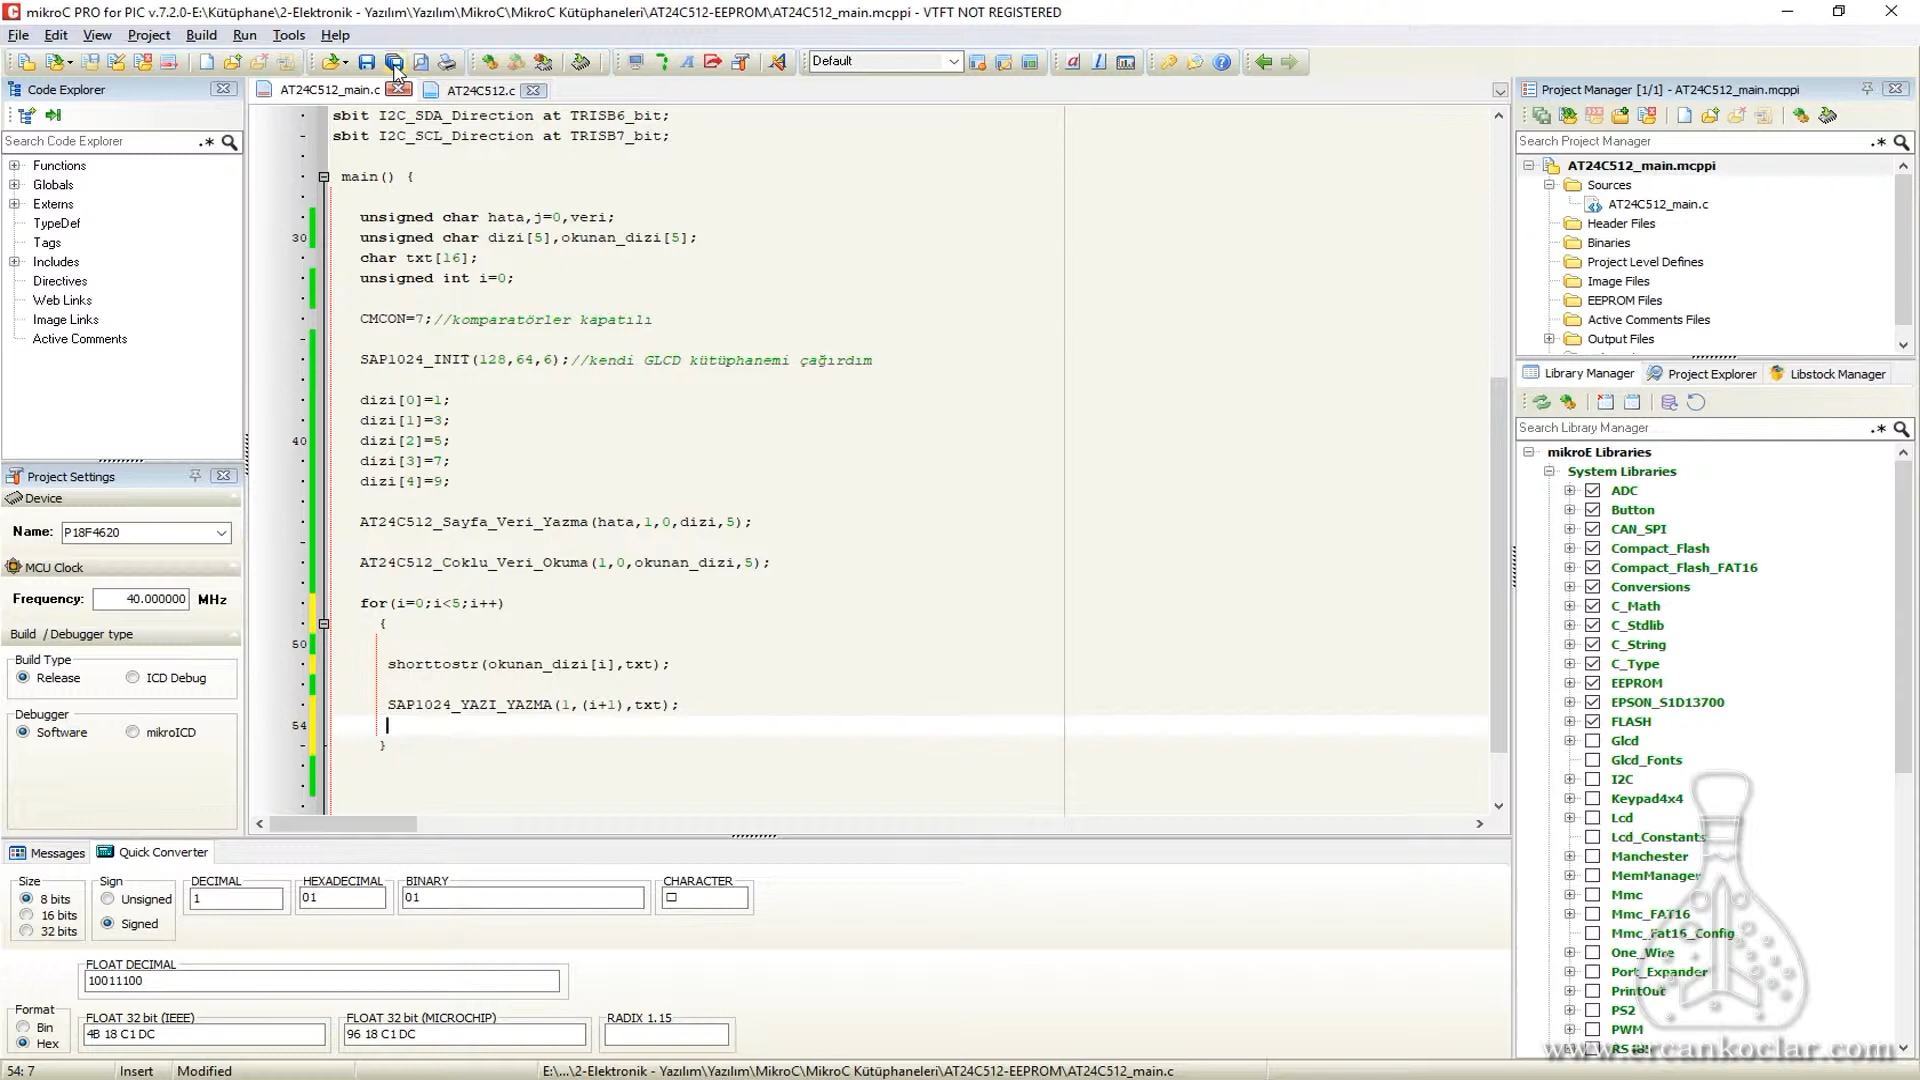 mikroC PRO for PIC v.7.2.0-E:\Kütüphane\2-Elektronik - Yazılım\Yazılım\MikroC\MikroC Kütüphaneleri\AT24C512-EEPROM\AT24C512_main.mcppi - VTFT NOT REGISTERED
File Edit View Project Build Run Tools Help
Default
Code Explorer
AT24C512_main.c AT24C512.c
Project Manager [1/1] - AT24C512_main.mcppi
Search Code Explorer
Functions
Globals
Externs
TypeDef
Tags
Includes
Directives
Web Links
Image Links
Active Comments
Project Settings
Device
Name: P18F4620
MCU Clock
Frequency: 40.000000 MHz
Build / Debugger type
Build Type
Release ICD Debug
Debugger
Software mikroICD
sbit I2C_SDA_Direction at TRISB6_bit;
sbit I2C_SCL_Direction at TRISB7_bit;
main() {
unsigned char hata,j=0,veri;
30 unsigned char dizi[5],okunan_dizi[5];
char txt[16];
unsigned int i=0;
CMCON=7;//komparatörler kapatılı
SAP1024_INIT(128,64,6);//kendi GLCD kütüphanemi çağırdım
dizi[0]=1;
dizi[1]=3;
40 dizi[2]=5;
dizi[3]=7;
dizi[4]=9;
AT24C512_Sayfa_Veri_Yazma(hata,1,0,dizi,5);
AT24C512_Coklu_Veri_Okuma(1,0,okunan_dizi,5);
for(i=0;i<5;i++)
{
50
shorttostr(okunan_dizi[i],txt);
SAP1024_YAZI_YAZMA(1,(i+1),txt);
54
}
Search Project Manager
AT24C512_main.mcppi
Sources
AT24C512_main.c
Header Files
Binaries
Project Level Defines
Image Files
EEPROM Files
Active Comments Files
Output Files
Library Manager Project Explorer Libstock Manager
Search Library Manager
mikroE Libraries
System Libraries
ADC
Button
CAN_SPI
Compact_Flash
Compact_Flash_FAT16
Conversions
C_Math
C_Stdlib
C_String
C_Type
EEPROM
EPSON_S1D13700
FLASH
Glcd
Glcd_Fonts
I2C
Keypad4x4
Lcd
Lcd_Constants
Manchester
MemManager
Mmc
Mmc_FAT16
Mmc_Fat16_Config
One_Wire
Port_Expander
PrintOut
PS2
PWM
www.ercankoclar.com
Messages Quick Converter
Size Sign DECIMAL HEXADECIMAL BINARY CHARACTER
8 bits Unsigned 1 01 01
16 bits Signed
32 bits
FLOAT DECIMAL
10011100
Format FLOAT 32 bit (IEEE) FLOAT 32 bit (MICROCHIP) RADIX 1.15
Bin
Hex 4B 18 C1 DC 96 18 C1 DC
54: 7 Insert Modified E:\...\2-Elektronik - Yazılım\Yazılım\MikroC\MikroC Kütüphaneleri\AT24C512-EEPROM\AT24C512_main.c